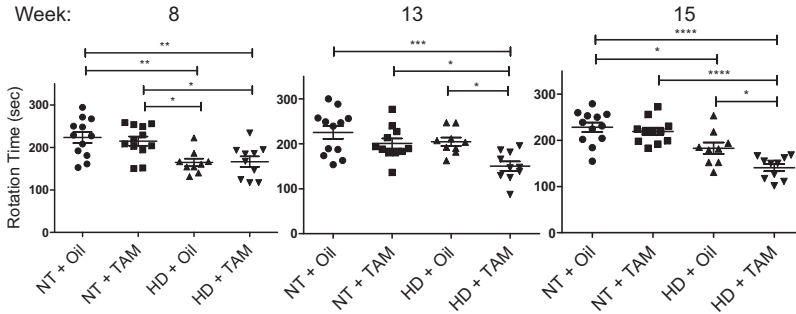 Week: 8 13 15
Rotation Time (sec)
** *** ****
** * *
* * ****
* *
300 300 300
200 200 200
100 100 100
0 0 0
NT + Oil NT + TAM HD + Oil HD + TAM
NT + Oil NT + TAM HD + Oil HD + TAM
NT + Oil NT + TAM HD + Oil HD + TAM